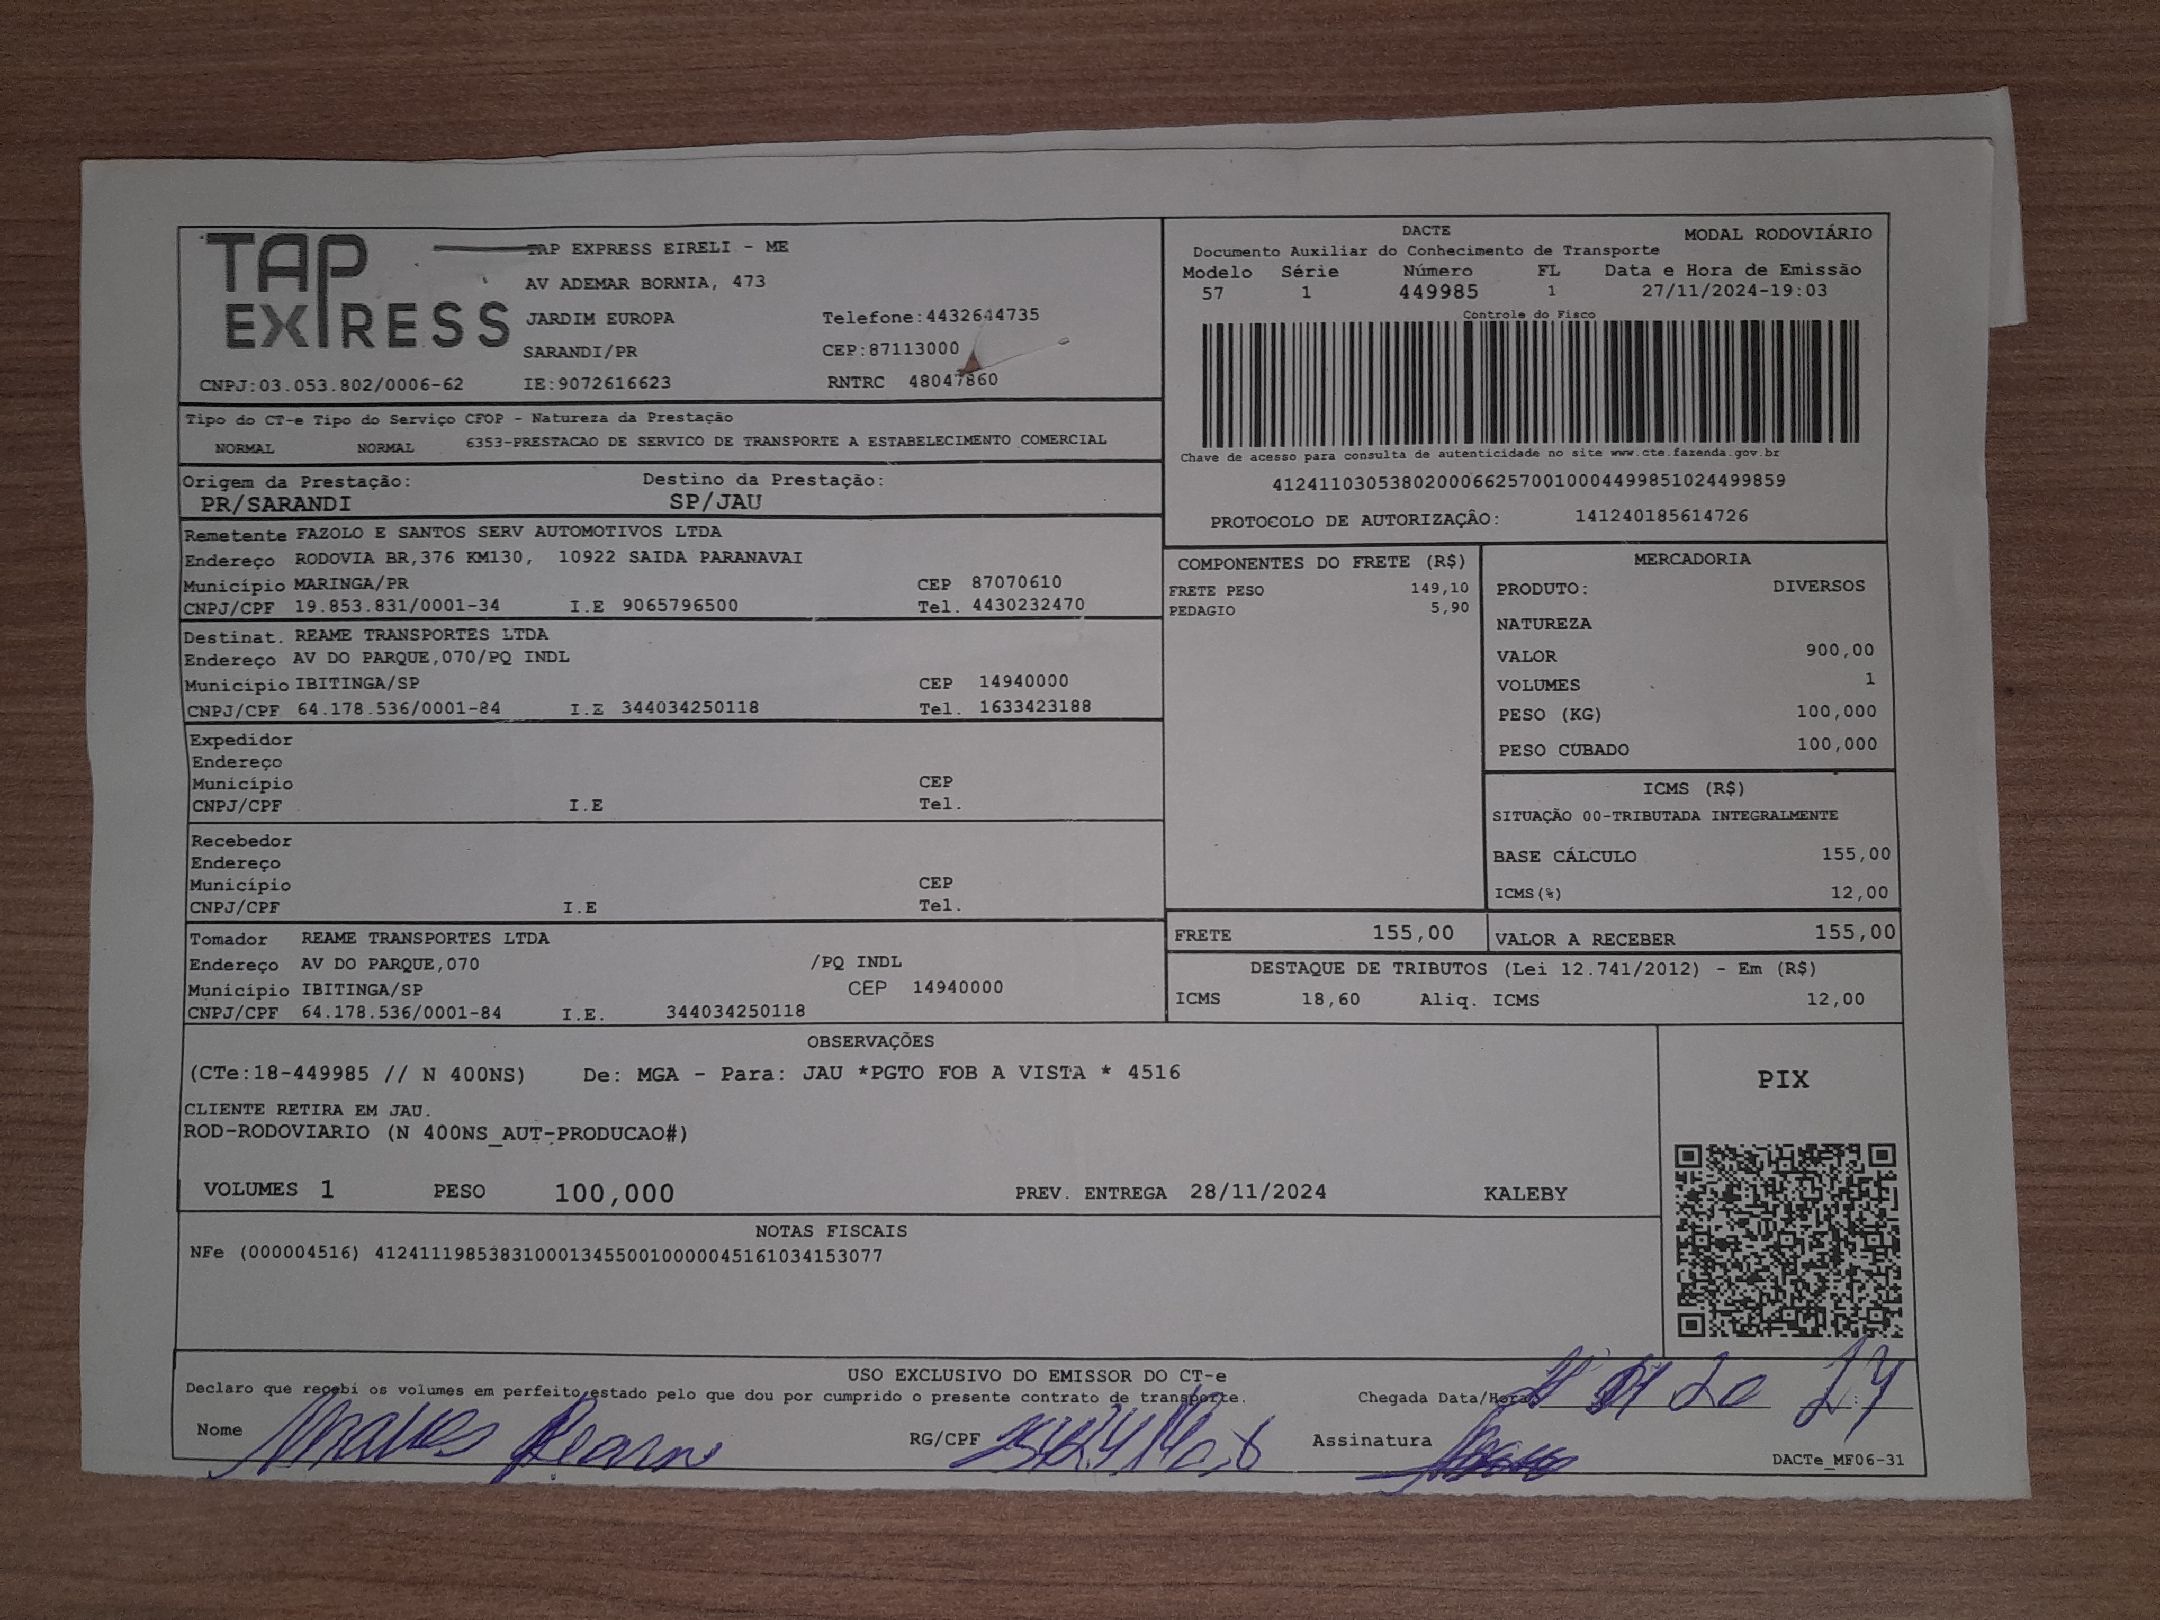 TAP
EXPRESS
TAP EXPRESS EIRELI - ME
AV ADEMAR BORNIA, 473
JARDIM EUROPA Telefone:4432644735
SARANDI/PR CEP:87113000
CNPJ:03.053.802/0006-62 IE:9072616623 RNTRC 48047860
DACTE MODAL RODOVIÁRIO
Documento Auxiliar do Conhecimento de Transporte
Modelo Série Número FL Data e Hora de Emissão
57 1 449985 1 27/11/2024-19:03
Controle do Fisco
Chave de acesso para consulta de autenticidade no site www.cte.fazenda.gov.br
41241103053802000662570010004499851024499859
PROTOCOLO DE AUTORIZAÇÂO: 141240185614726
Tipo do CT-e Tipo do Serviço CFOP - Natureza da Prestação
NORMAL NORMAL 6353-PRESTACAO DE SERVICO DE TRANSPORTE A ESTABELECIMENTO COMERCIAL
Origem da Prestação: Destino da Prestação:
PR/SARANDI SP/JAU
Remetente FAZOLO E SANTOS SERV AUTOMOTIVOS LTDA
Endereço RODOVIA BR,376 KM130, 10922 SAIDA PARANAVAI
Município MARINGA/PR CEP 87070610
CNPJ/CPF 19.853.831/0001-34 I.E 9065796500 Tel. 4430232470
Destinat. REAME TRANSPORTES LTDA
Endereço AV DO PARQUE,070/PQ INDL
Município IBITINGA/SP CEP 14940000
CNPJ/CPF 64.178.536/0001-84 I.E 344034250118 Tel. 1633423188
Expedidor
Endereço
Município CEP
CNPJ/CPF I.E Tel.
Recebedor
Endereço
Município CEP
CNPJ/CPF I.E Tel.
Tomador REAME TRANSPORTES LTDA
Endereço AV DO PARQUE,070 /PQ INDL
Município IBITINGA/SP CEP 14940000
CNPJ/CPF 64.178.536/0001-84 I.E. 344034250118
COMPONENTES DO FRETE (R$)
FRETE PESO 149,10
PEDAGIO 5,90
MERCADORIA
PRODUTO: DIVERSOS
NATUREZA
VALOR 900,00
VOLUMES 1
PESO (KG) 100,000
PESO CUBADO 100,000
ICMS (R$)
SITUAÇÃO 00-TRIBUTADA INTEGRALMENTE
BASE CÁLCULO 155,00
ICMS(%) 12,00
FRETE 155,00 VALOR A RECEBER 155,00
DESTAQUE DE TRIBUTOS (Lei 12.741/2012) - Em (R$)
ICMS 18,60 Aliq. ICMS 12,00
OBSERVAÇÕES
(CTe:18-449985 // N 400NS) De: MGA - Para: JAU *PGTO FOB A VISTA * 4516
CLIENTE RETIRA EM JAU.
ROD-RODOVIARIO (N 400NS_AUT-PRODUCAO#)
VOLUMES 1 PESO 100,000 PREV. ENTREGA 28/11/2024 KALEBY
PIX
NOTAS FISCAIS
NFe (000004516) 41241119853831000134550010000045161034153077
USO EXCLUSIVO DO EMISSOR DO CT-e
Declaro que recebi os volumes em perfeito estado pelo que dou por cumprido o presente contrato de transporte. Chegada Data/Hora
Nome RG/CPF Assinatura
DACTe_MF06-31